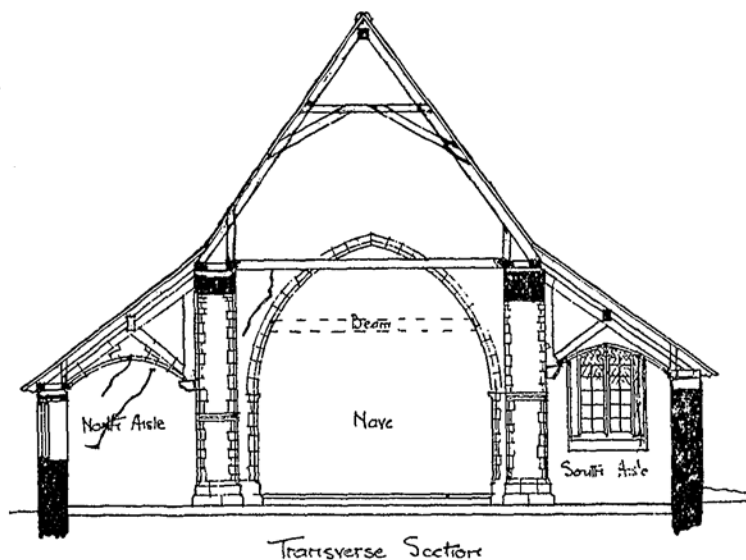 Beam
North Aisle
Nave
South Aisle
Transverse Section